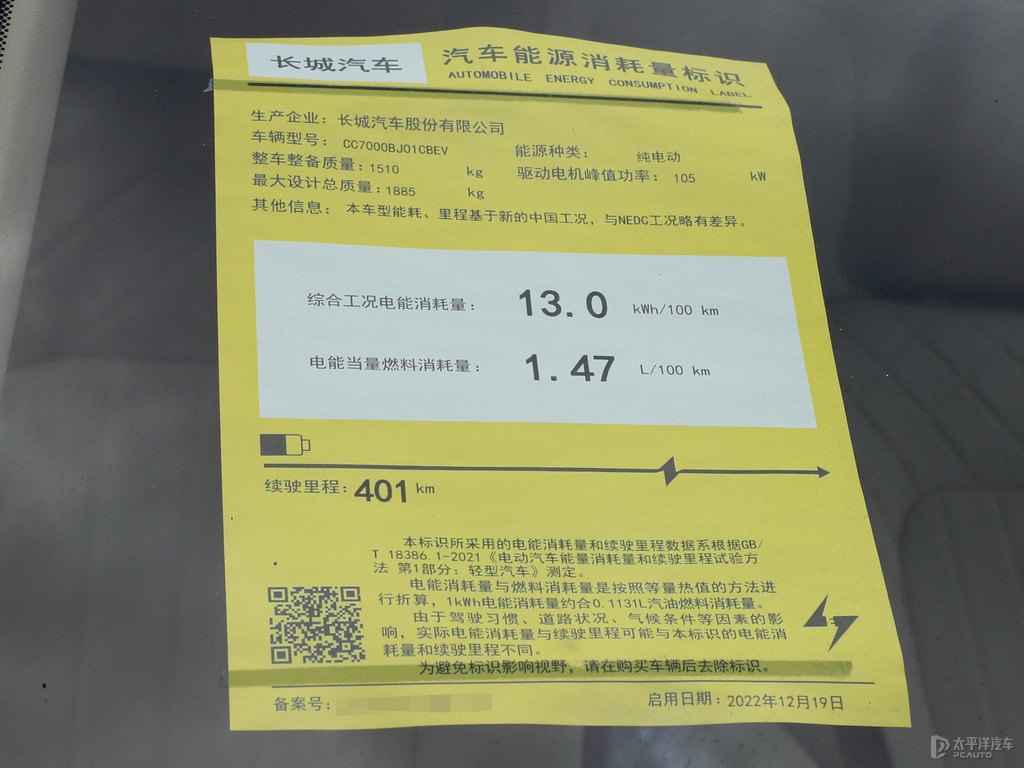 长城汽车
汽车能源消耗量标识
AUTOMOBILE ENERGY CONSUMPTION LABEL
生产企业：长城汽车股份有限公司
车辆型号：CC7000BJ01CBEV 能源种类：纯电动
整车整备质量：1510 kg 驱动电机峰值功率：105 kW
最大设计总质量：1885 kg
其他信息：本车型能耗、里程基于新的中国工况，与NEDC工况略有差异。
综合工况电能消耗量：13.0 kWh/100 km
电能当量燃料消耗量：1.47 L/100 km
续驶里程：401 km
本标识所采用的电能消耗量和续驶里程数据系根据GB/
T 18386.1-2021《电动汽车能量消耗量和续驶里程试验方
法 第1部分：轻型汽车》测定。
电能消耗量与燃料消耗量是按照等量热值的方法进
行折算，1kWh电能消耗量约合0.1131L汽油燃料消耗量。
由于驾驶习惯、道路状况、气候条件等因素的影
响，实际电能消耗量与续驶里程可能与本标识的电能消
耗量和续驶里程不同。
为避免标识影响视野，请在购买车辆后去除标识。
备案号：
启用日期：2022年12月19日
太平洋汽车
PCAUTO